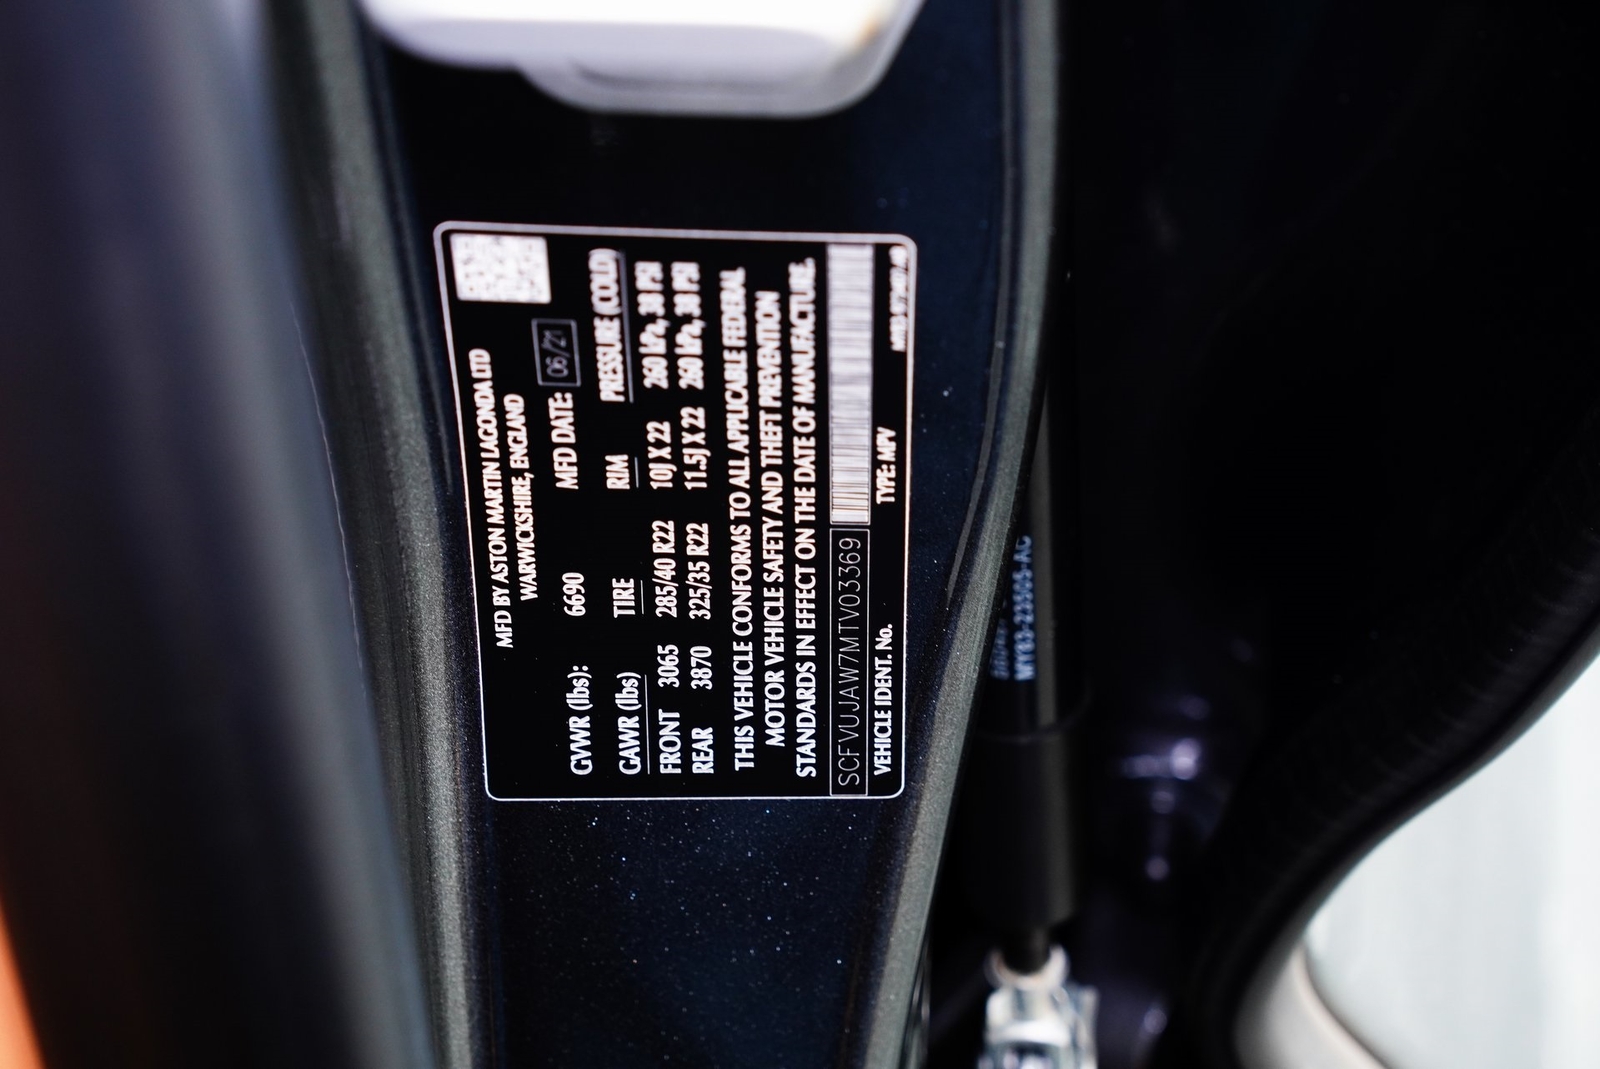 MFD BY ASTON MARTIN LAGONDA LTD
WARWICKSHIRE, ENGLAND
GVWR (lbs): 6690 MFD DATE: 06/21
GAWR (lbs) TIRE RIM PRESSURE (COLD)
FRONT 3065 285/40 R22 10J X 22 260 kPa, 38 PSI
REAR 3870 325/35 R22 11.5J X 22 260 kPa, 38 PSI
THIS VEHICLE CONFORMS TO ALL APPLICABLE FEDERAL
MOTOR VEHICLE SAFETY AND THEFT PREVENTION
STANDARDS IN EFFECT ON THE DATE OF MANUFACTURE.
SCFVUJAW7MTV03369
VEHICLE IDENT. No. TYPE: MPV
MY83-23505-AC